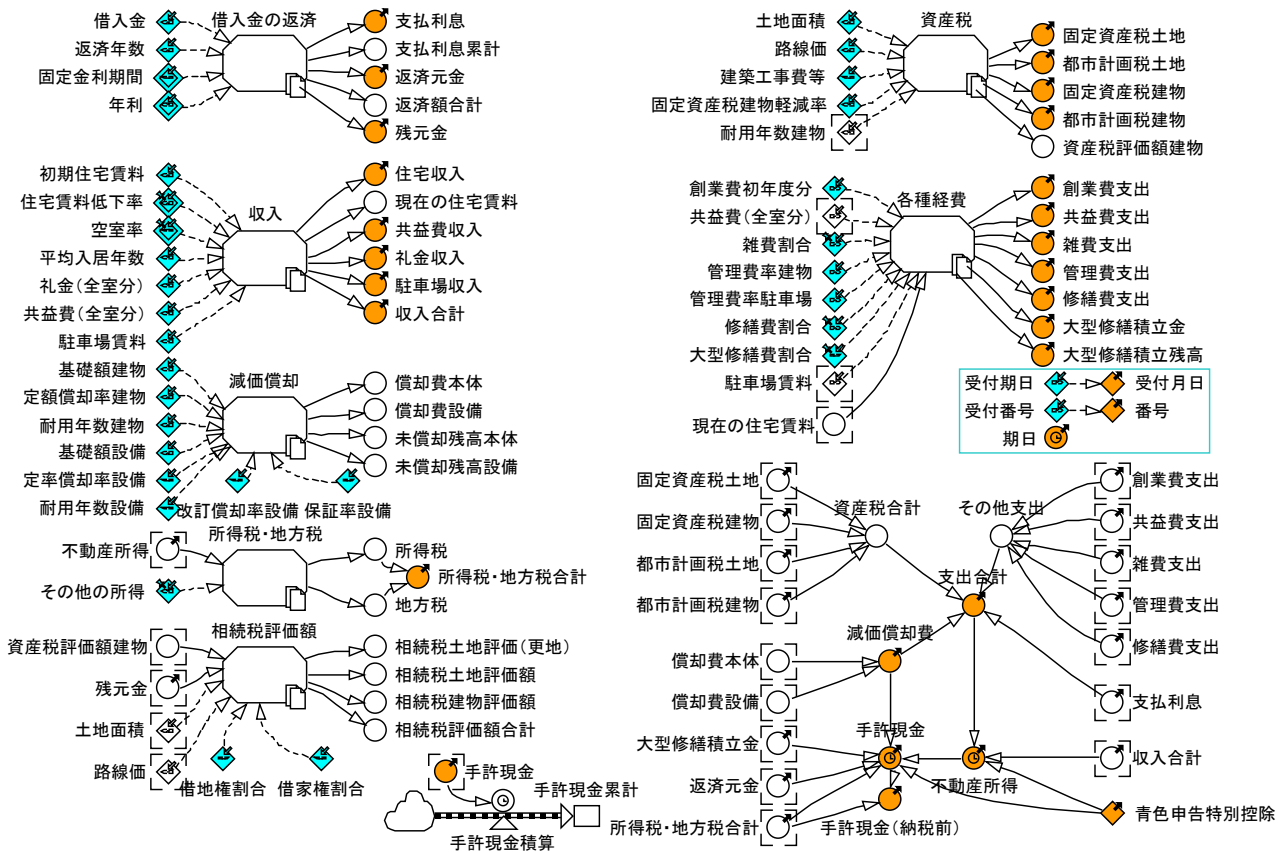 借入金
返済年数
固定金利期間
年利
借入金の返済
支払利息
支払利息累計
返済元金
返済額合計
残元金
初期住宅賃料
住宅賃料低下率
空室率
平均入居年数
礼金(全室分)
共益費(全室分)
駐車場賃料
収入
住宅収入
現在の住宅賃料
共益費収入
礼金収入
駐車場収入
収入合計
基礎額建物
定額償却率建物
耐用年数建物
基礎額設備
定率償却率設備
耐用年数設備
減価償却
改訂償却率設備
保証率設備
償却費本体
償却費設備
未償却残高本体
未償却残高設備
所得税・地方税
不動産所得
その他の所得
所得税
地方税
所得税・地方税合計
相続税評価額
資産税評価額建物
残元金
土地面積
路線価
借地権割合
借家権割合
相続税土地評価(更地)
相続税土地評価額
相続税建物評価額
相続税評価額合計
手許現金
手許現金累計
手許現金積算
土地面積
路線価
建築工事費等
固定資産税建物軽減率
耐用年数建物
資産税
固定資産税土地
都市計画税土地
固定資産税建物
都市計画税建物
資産税評価額建物
創業費初年度分
共益費(全室分)
雑費割合
管理費率建物
管理費率駐車場
修繕費割合
大型修繕費割合
駐車場賃料
現在の住宅賃料
各種経費
創業費支出
共益費支出
雑費支出
管理費支出
修繕費支出
大型修繕積立金
大型修繕積立残高
受付期日
受付月日
受付番号
番号
期日
固定資産税土地
固定資産税建物
都市計画税土地
都市計画税建物
資産税合計
その他支出
創業費支出
共益費支出
雑費支出
管理費支出
修繕費支出
支出合計
減価償却費
償却費本体
償却費設備
支払利息
大型修繕積立金
返済元金
所得税・地方税合計
手許現金
不動産所得
収入合計
手許現金(納税前)
青色申告特別控除